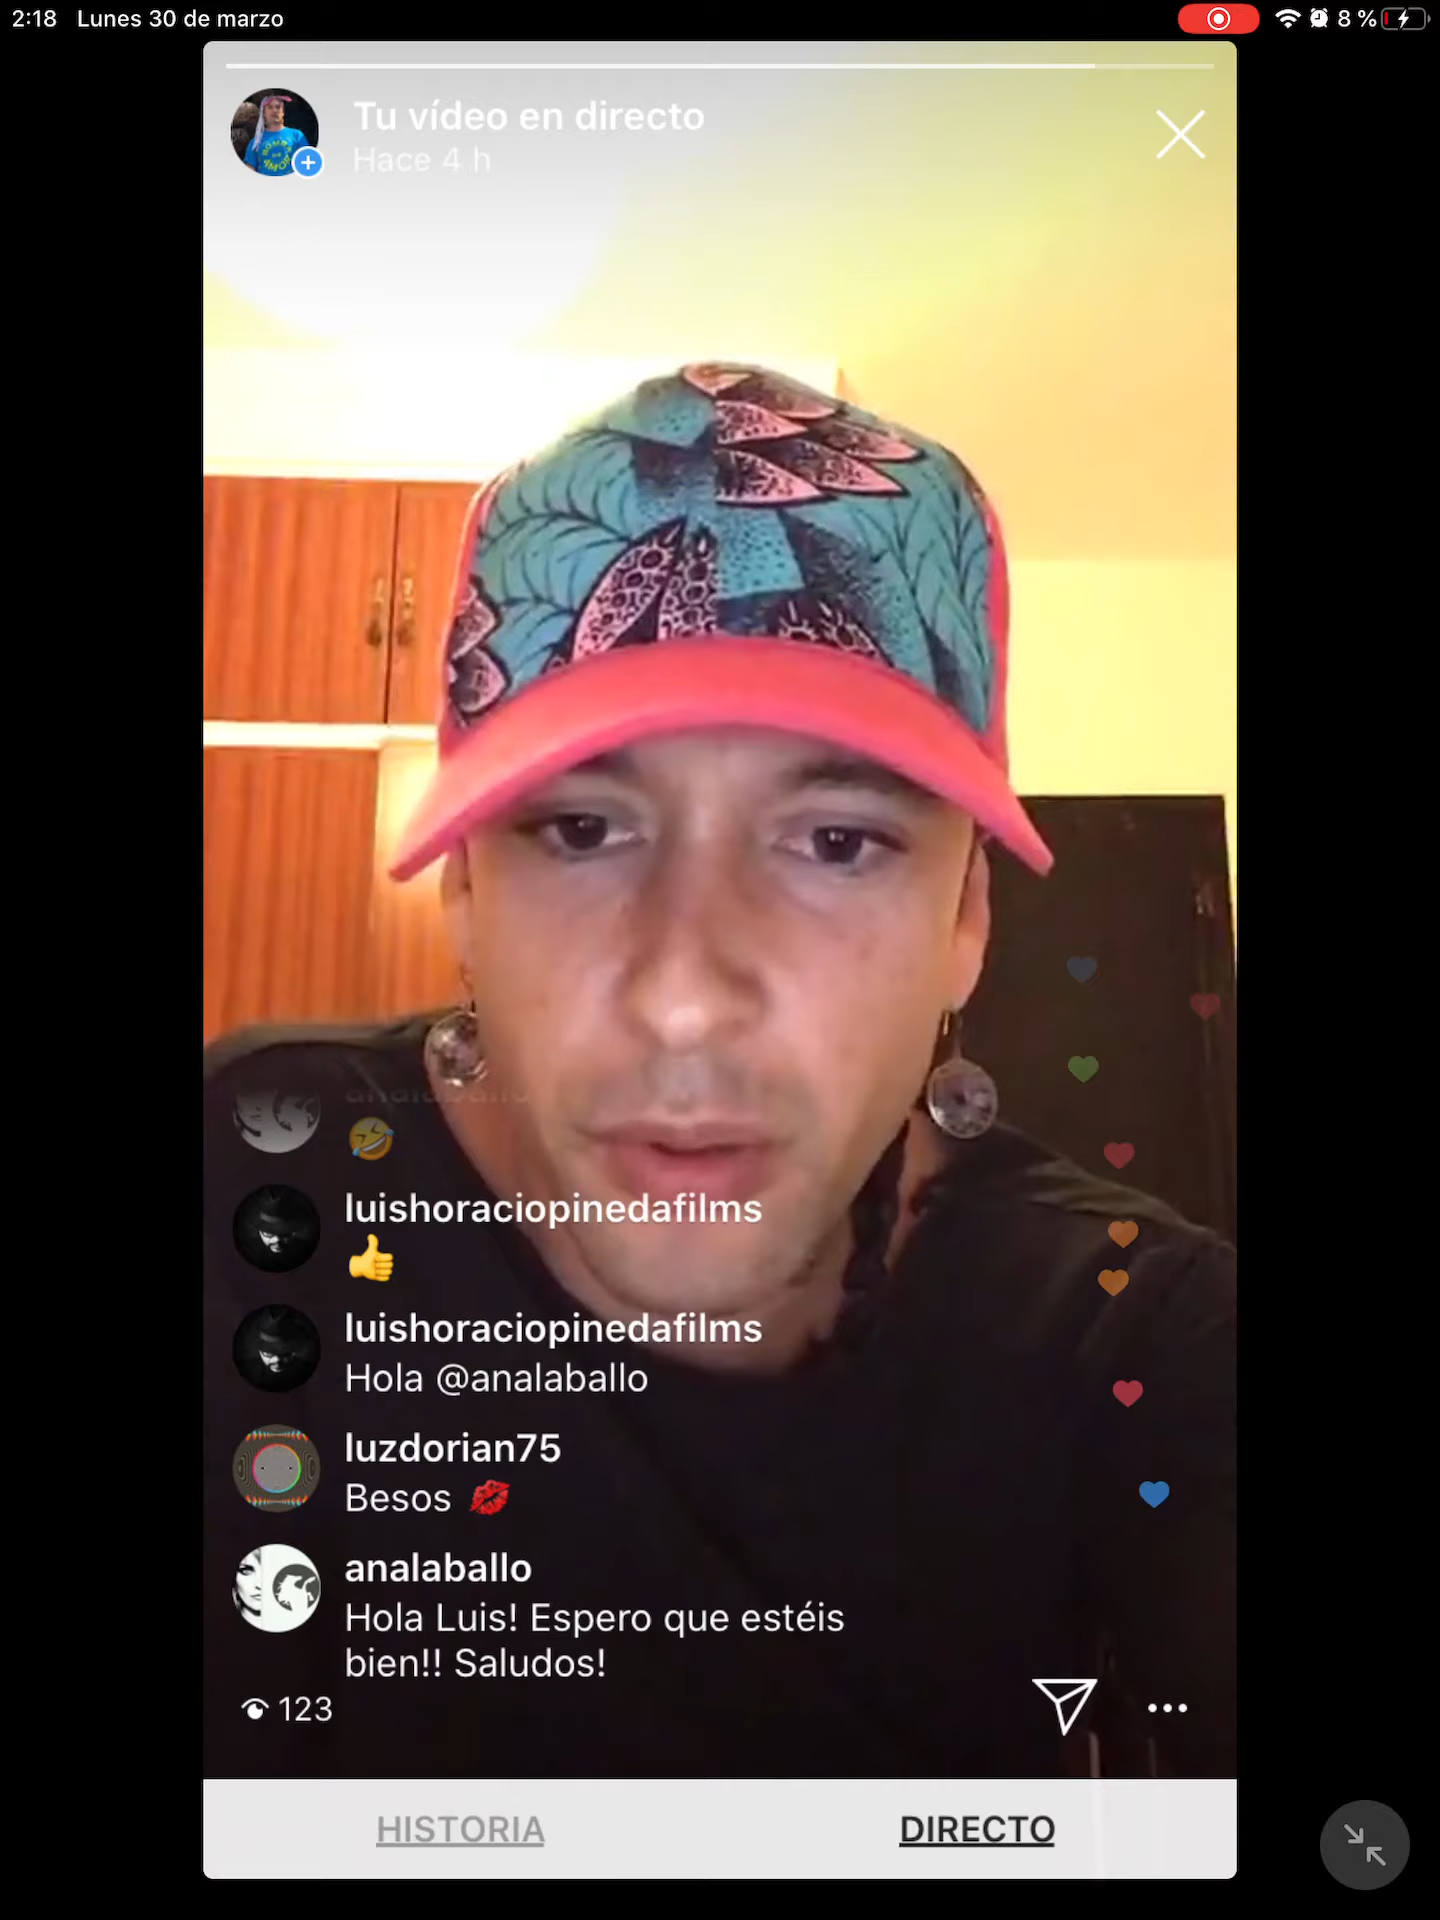 2:18 Lunes 30 de marzo
8 %
Tu vídeo en directo
Hace 4 h
analaballo
🤣
luishoraciopinedafilms
👍
luishoraciopinedafilms
Hola @analaballo
luzdorian75
Besos 💋
analaballo
Hola Luis! Espero que estéis
bien!! Saludos!
123
HISTORIA
DIRECTO